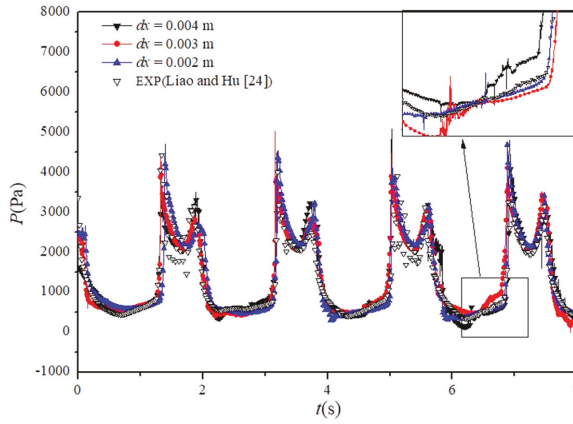 8000
7000
6000
5000
4000
3000
2000
1000
0
-1000
P(Pa)
dx = 0.004 m
dx = 0.003 m
dx = 0.002 m
EXP(Liao and Hu [24])
0
2
4
6
8
t(s)